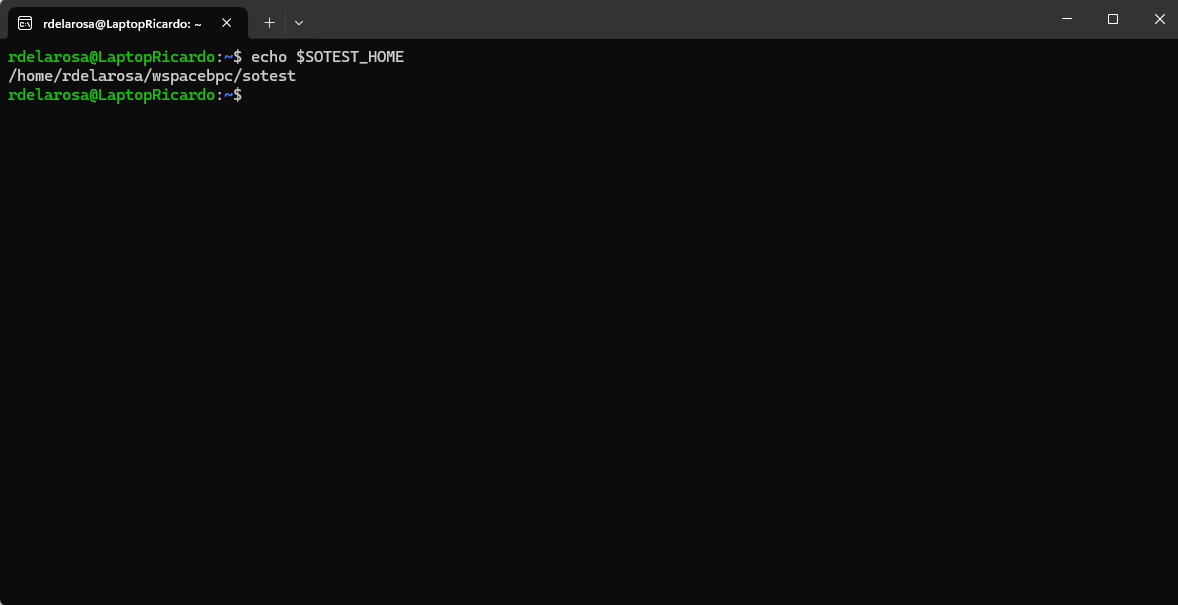 rdelarosa@LaptopRicardo: ~
rdelarosa@LaptopRicardo:~$ echo $SOTEST_HOME
/home/rdelarosa/wspacebpc/sotest
rdelarosa@LaptopRicardo:~$